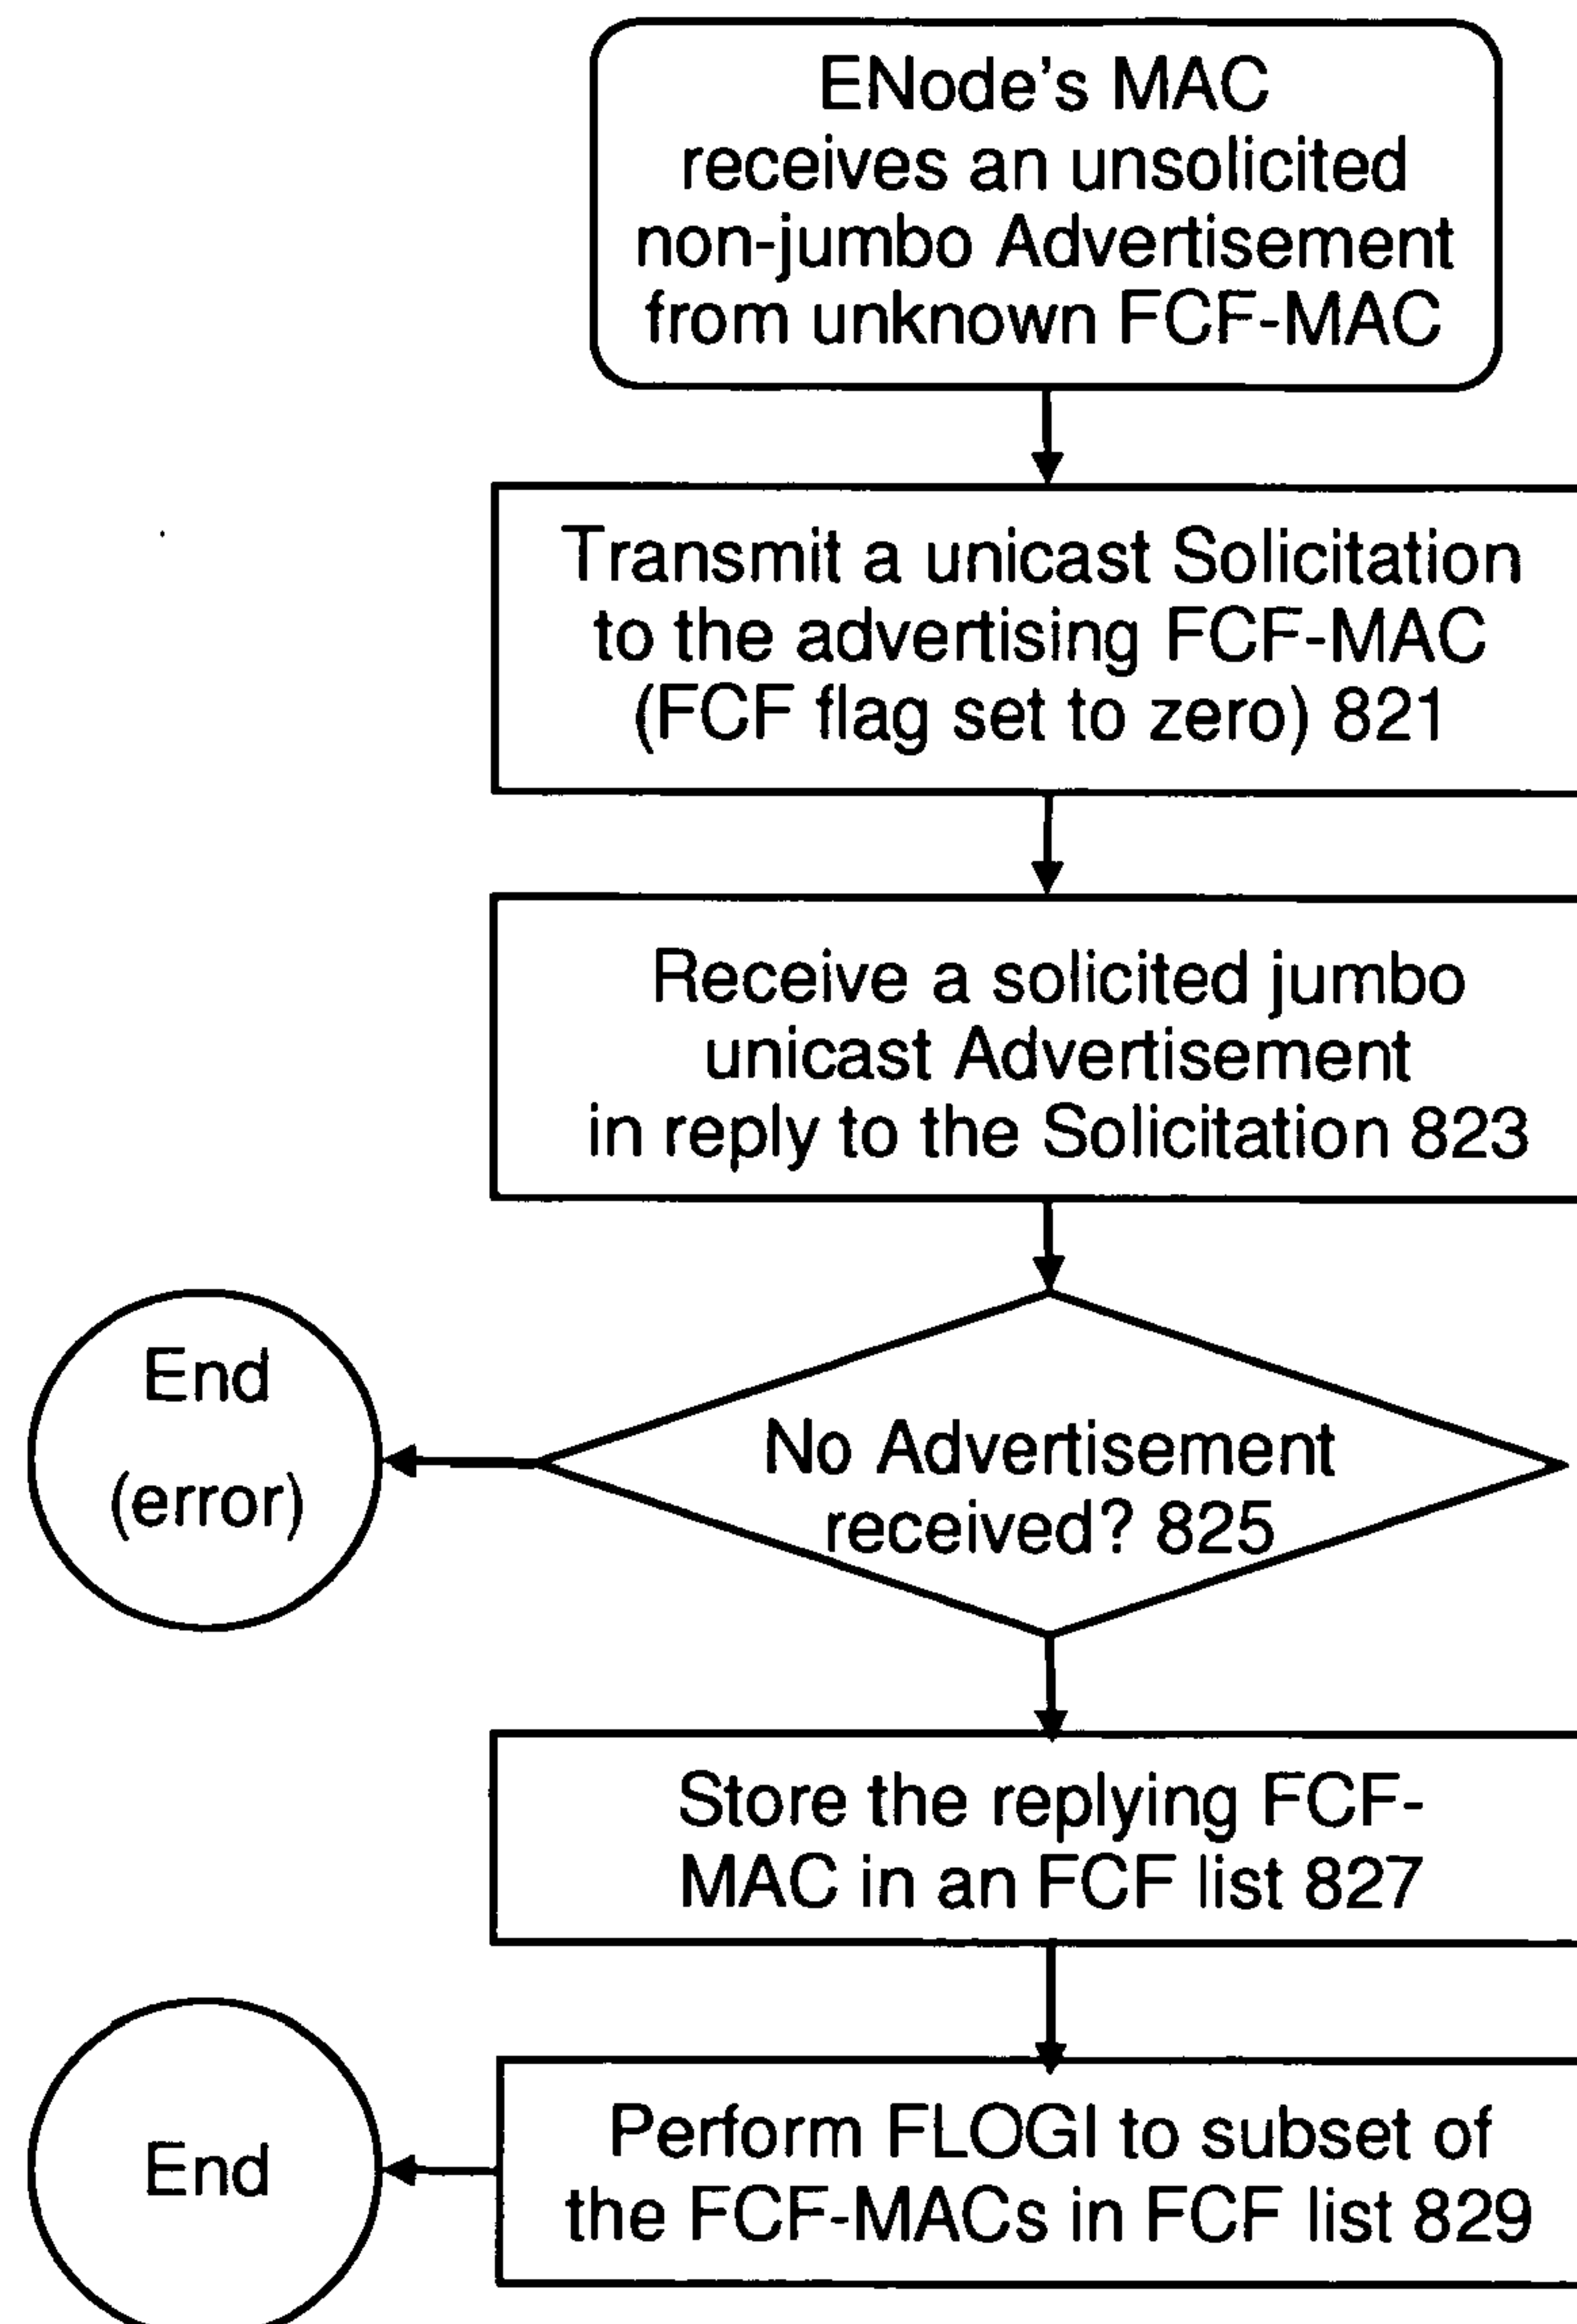 ENode's MAC
receives an unsolicited
non-jumbo Advertisement
from unknown FCF-MAC
Transmit a unicast Solicitation
to the advertising FCF-MAC
(FCF flag set to zero) 821
Receive a solicited jumbo
unicast Advertisement
in reply to the Solicitation 823
No Advertisement
received? 825
End
(error)
Store the replying FCF-
MAC in an FCF list 827
Perform FLOGI to subset of
the FCF-MACs in FCF list 829
End